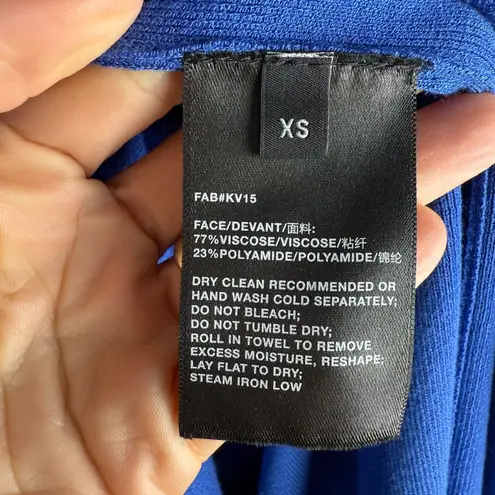 XS
FAB#KV15
FACE/DEVANT/面料:
77%VISCOSE/VISCOSE/粘纤
23%POLYAMIDE/POLYAMIDE/锦纶
DRY CLEAN RECOMMENDED OR
HAND WASH COLD SEPARATELY;
DO NOT BLEACH;
DO NOT TUMBLE DRY;
ROLL IN TOWEL TO REMOVE
EXCESS MOISTURE, RESHAPE;
LAY FLAT TO DRY;
STEAM IRON LOW